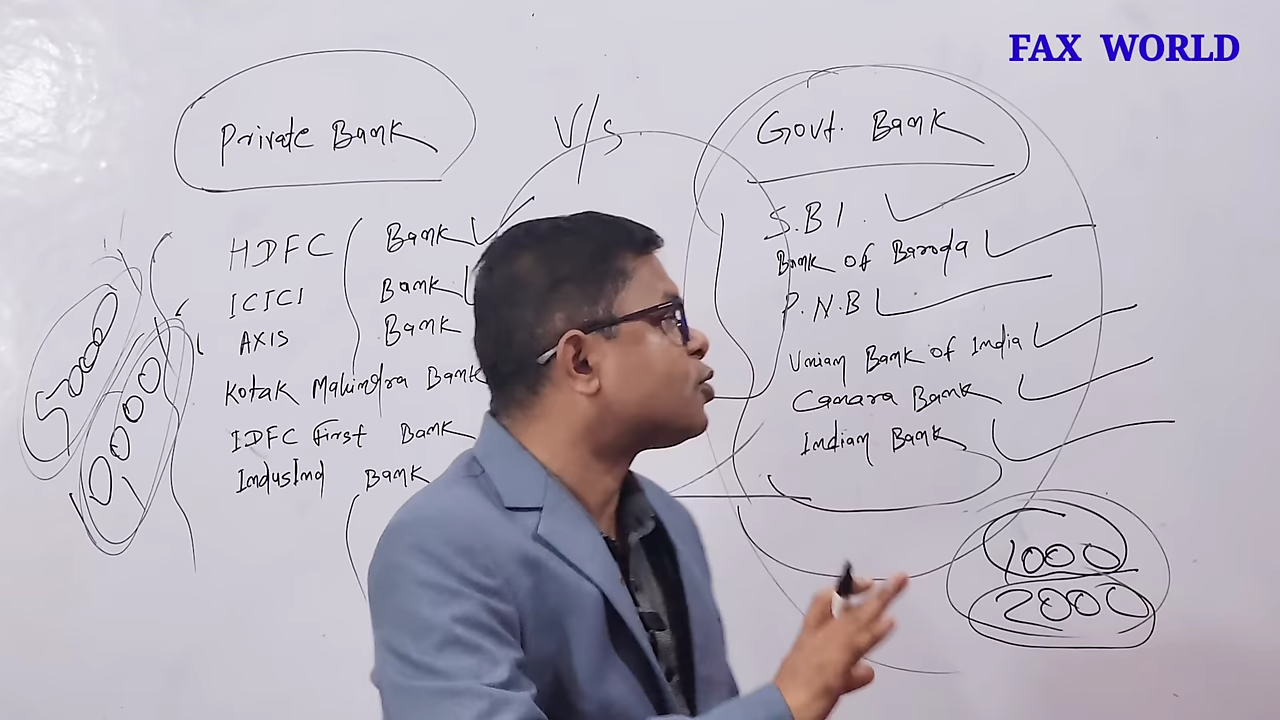 FAX WORLD
Private Bank
V/s
Govt. Bank
HDFC Bank
ICICI Bank
AXIS Bank
Kotak Mahindra Bank
IDFC First Bank
IndusInd Bank
5000
10000
S.B.I.
Bank of Baroda
P.N.B
Union Bank of India
Canara Bank
Indian Bank
1000
2000